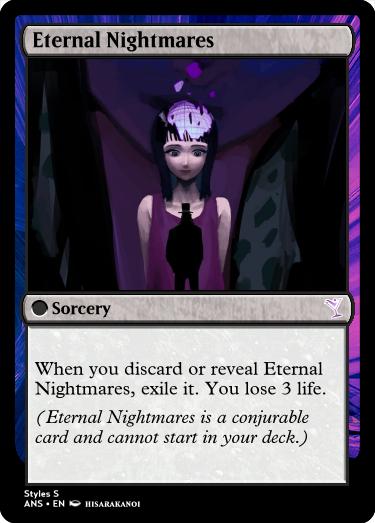 Eternal Nightmares
Sorcery
When you discard or reveal Eternal
Nightmares, exile it. You lose 3 life.
(Eternal Nightmares is a conjurable
card and cannot start in your deck.)
Styles S
ANS • EN HISARAKANOI